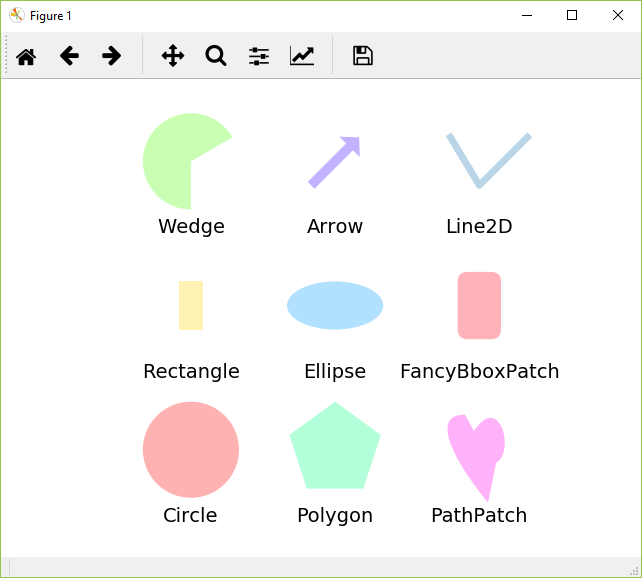 Figure 1
Wedge
Arrow
Line2D
Rectangle
Ellipse
FancyBboxPatch
Circle
Polygon
PathPatch